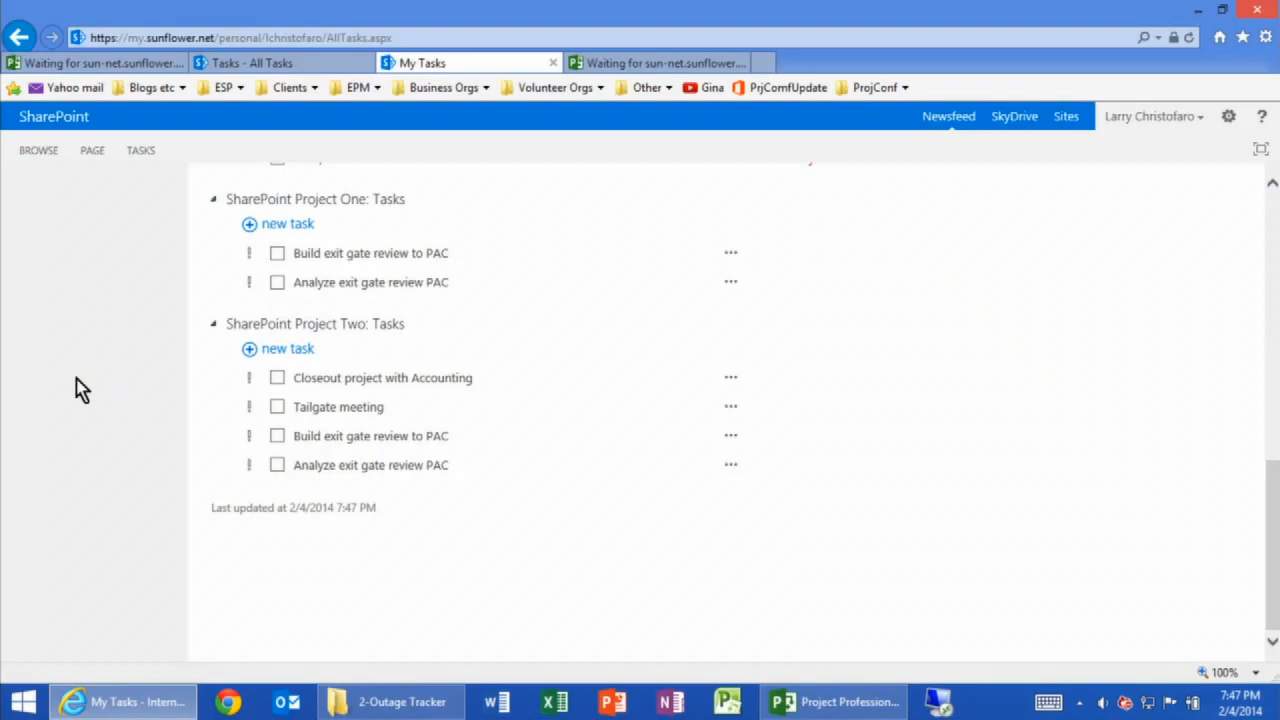 https://my.sunflower.net/personal/lchristofaro/AllTasks.aspx
Waiting for sun-net.sunflower....
Tasks - All Tasks
My Tasks
Waiting for sun-net.sunflower....
Yahoo mail
Blogs etc
ESP
Clients
EPM
Business Orgs
Volunteer Orgs
Other
Gina
PrjComfUpdate
ProjConf
SharePoint
Newsfeed
SkyDrive
Sites
Larry Christofaro
?
BROWSE
PAGE
TASKS
SharePoint Project One: Tasks
new task
Build exit gate review to PAC
Analyze exit gate review PAC
SharePoint Project Two: Tasks
new task
Closeout project with Accounting
Tailgate meeting
Build exit gate review to PAC
Analyze exit gate review PAC
Last updated at 2/4/2014 7:47 PM
100%
My Tasks - Intern...
2-Outage Tracker
Project Profession...
7:47 PM
2/4/2014